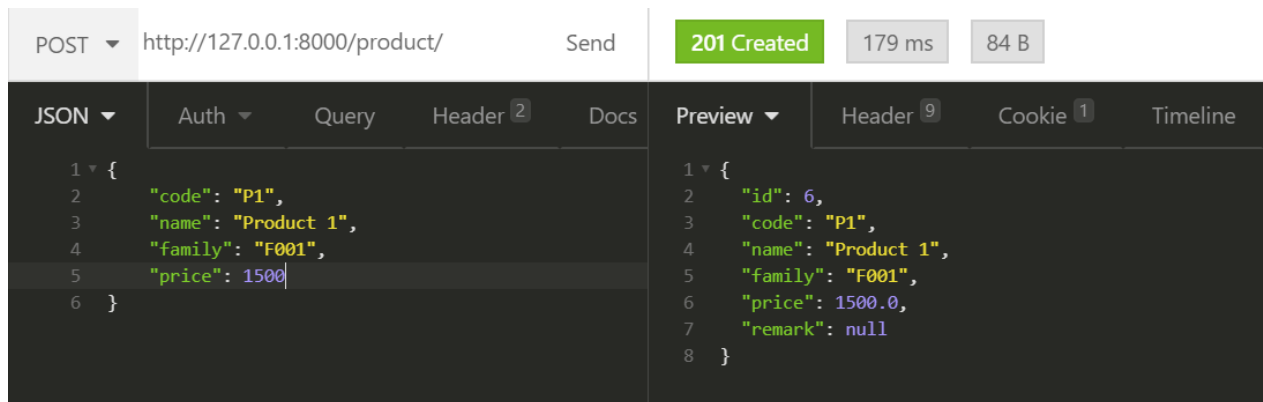 POST http://127.0.0.1:8000/product/ Send
JSON Auth Query Header 2 Docs
1 {
2 "code": "P1",
3 "name": "Product 1",
4 "family": "F001",
5 "price": 1500
6 }
201 Created 179 ms 84 B
Preview Header 9 Cookie 1 Timeline
1 {
2 "id": 6,
3 "code": "P1",
4 "name": "Product 1",
5 "family": "F001",
6 "price": 1500.0,
7 "remark": null
8 }